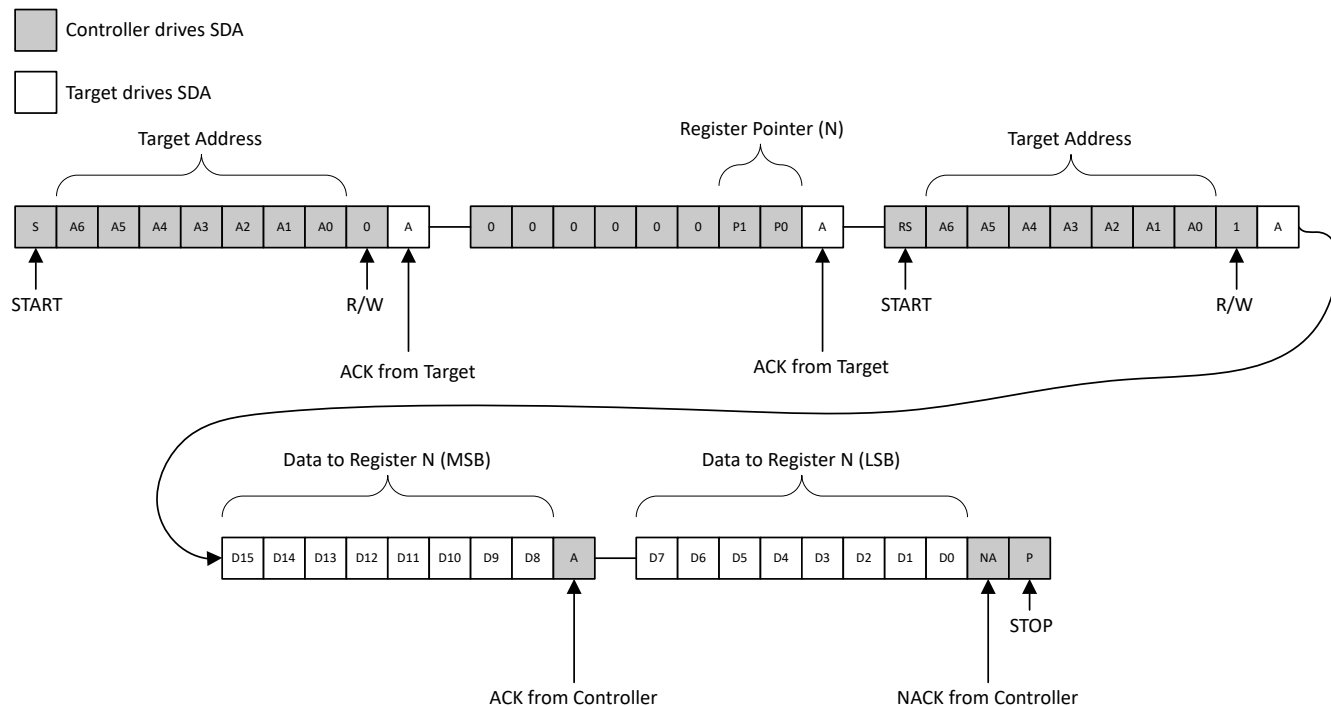 Controller drives SDA
Target drives SDA
Target Address
Register Pointer (N)
Target Address
S A6 A5 A4 A3 A2 A1 A0 0 A 0 0 0 0 0 0 P1 P0 A RS A6 A5 A4 A3 A2 A1 A0 1 A
START R/W START R/W
ACK from Target ACK from Target
Data to Register N (MSB) Data to Register N (LSB)
D15 D14 D13 D12 D11 D10 D9 D8 A D7 D6 D5 D4 D3 D2 D1 D0 NA P
STOP
ACK from Controller NACK from Controller